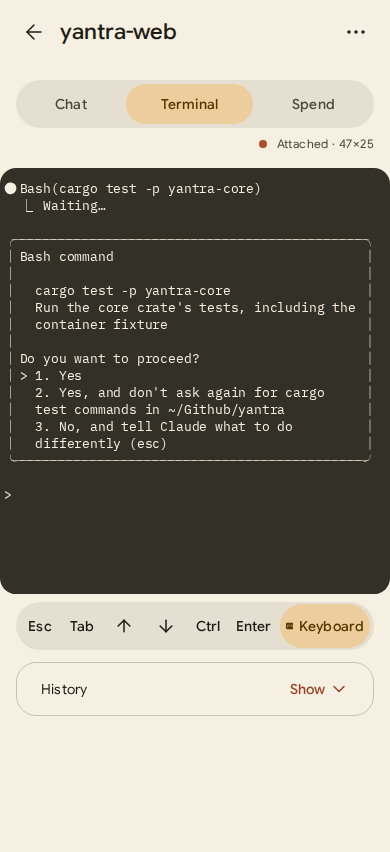 yantra-web
Chat
Terminal
Spend
Attached · 47×25
Bash(cargo test -p yantra-core)
Waiting…
Bash command
cargo test -p yantra-core
Run the core crate's tests, including the
container fixture
Do you want to proceed?
> 1. Yes
2. Yes, and don't ask again for cargo
test commands in ~/Github/yantra
3. No, and tell Claude what to do
differently (esc)
>
Esc Tab ↑ ↓ Ctrl Enter Keyboard
History Show